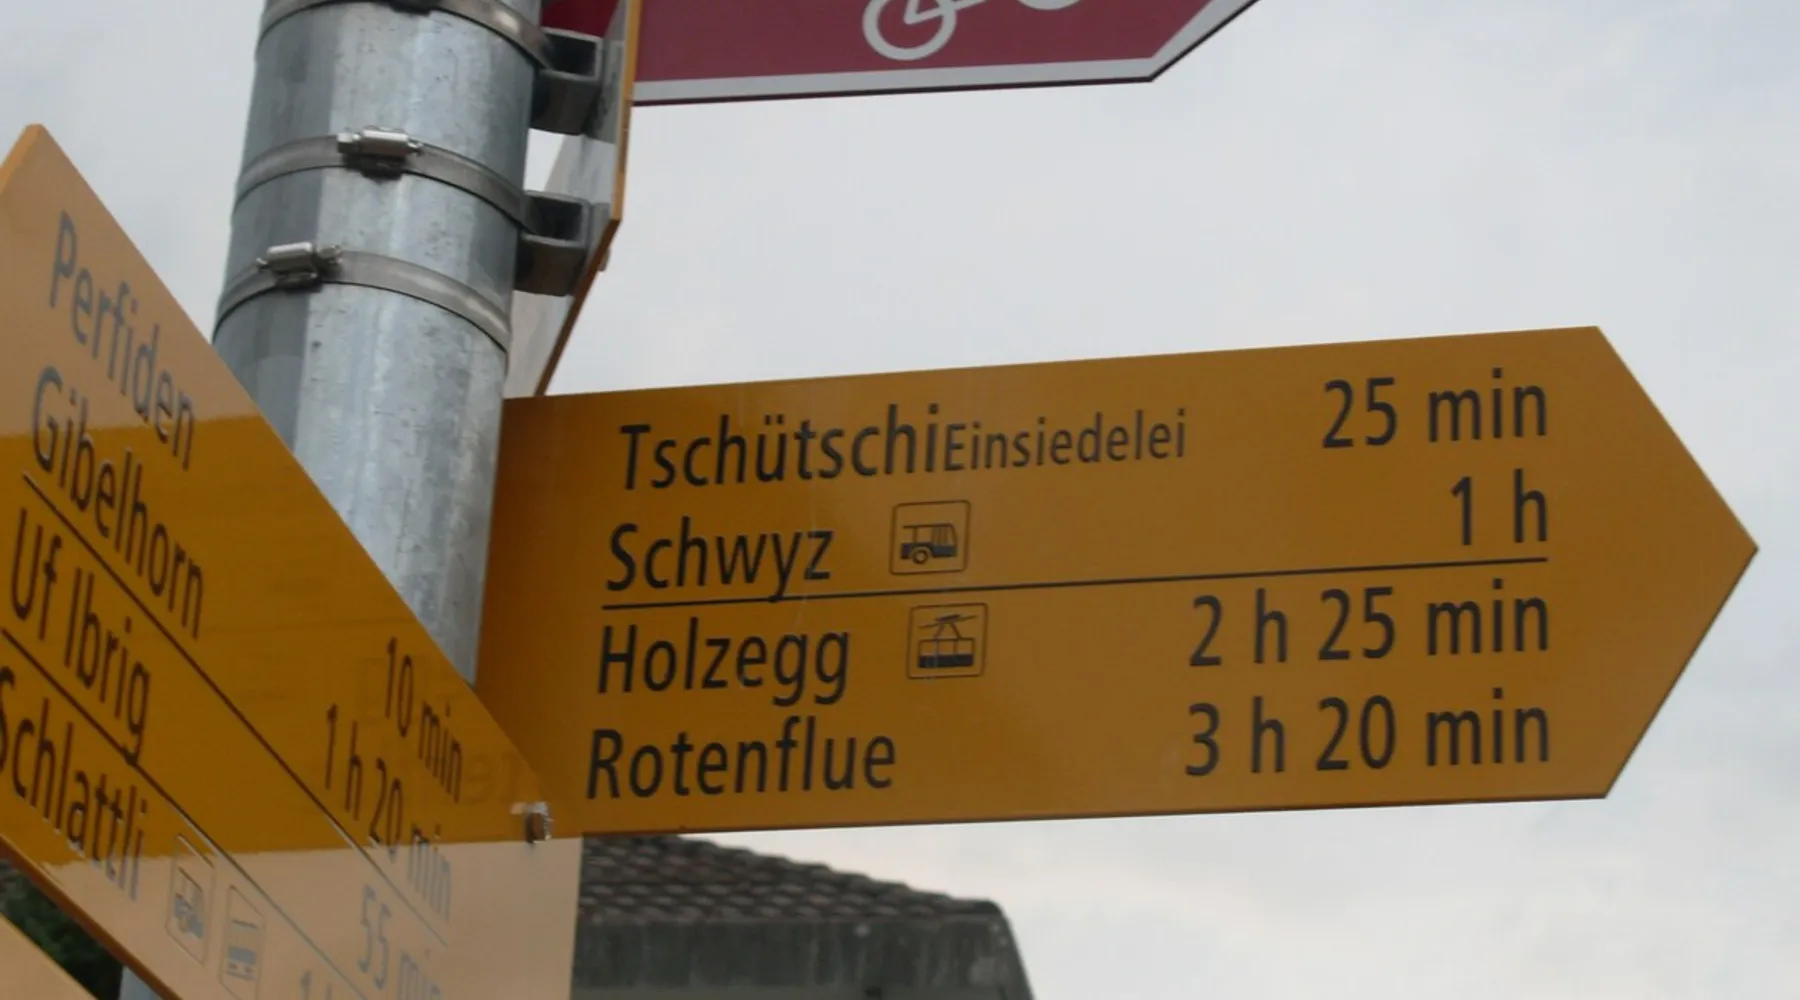 Tschütschi Einsiedelei 25 min
Schwyz 1 h
Holzegg 2 h 25 min
Rotenflue 3 h 20 min
Perfiden 10 min
Gibelhorn 1 h 20 min
Uf Ibrig 55 min
Schlattli 1 h